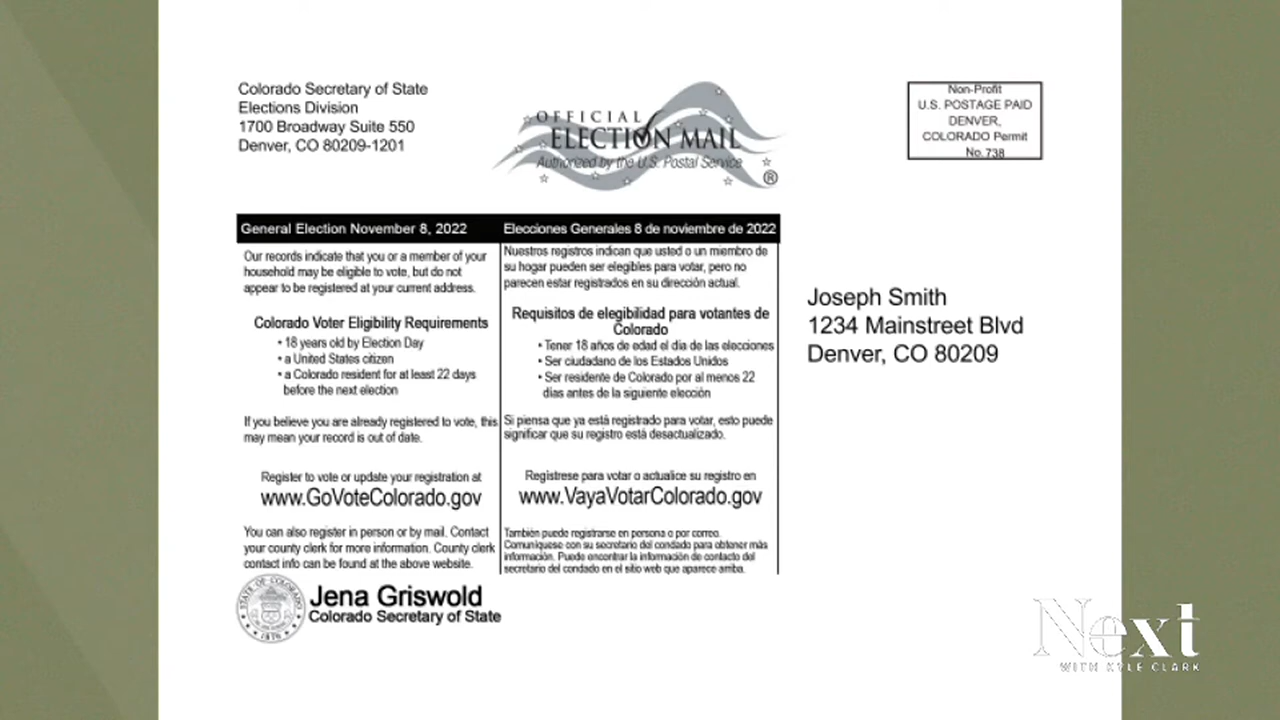 Colorado Secretary of State
Elections Division
1700 Broadway Suite 550
Denver, CO 80209-1201
OFFICIAL
ELECTION MAIL
Authorized by the U.S. Postal Service
®
Non-Profit
U.S. POSTAGE PAID
DENVER,
COLORADO Permit
No. 738
General Election November 8, 2022
Our records indicate that you or a member of your
household may be eligible to vote, but do not
appear to be registered at your current address.
Colorado Voter Eligibility Requirements
• 18 years old by Election Day
• a United States citizen
• a Colorado resident for at least 22 days
before the next election
If you believe you are already registered to vote, this
may mean your record is out of date.
Register to vote or update your registration at
www.GoVoteColorado.gov
You can also register in person or by mail. Contact
your county clerk for more information. County clerk
contact info can be found at the above website.
Elecciones Generales 8 de noviembre de 2022
Nuestros registros indican que usted o un miembro de
su hogar pueden ser elegibles para votar, pero no
parecen estar registrados en su dirección actual.
Requisitos de elegibilidad para votantes de
Colorado
• Tener 18 años de edad el día de las elecciones
• Ser ciudadano de los Estados Unidos
• Ser residente de Colorado por al menos 22
días antes de la siguiente elección
Si piensa que ya está registrado para votar, esto puede
significar que su registro está desactualizado.
Regístrese para votar o actualice su registro en
www.VayaVotarColorado.gov
También puede registrarse en persona o por correo.
Comuníquese con su secretario del condado para obtener más
información. Puede encontrar la información de contacto del
secretario del condado en el sitio web que aparece arriba.
Joseph Smith
1234 Mainstreet Blvd
Denver, CO 80209
STATE OF COLORADO
1876
Jena Griswold
Colorado Secretary of State
Next
WITH KYLE CLARK